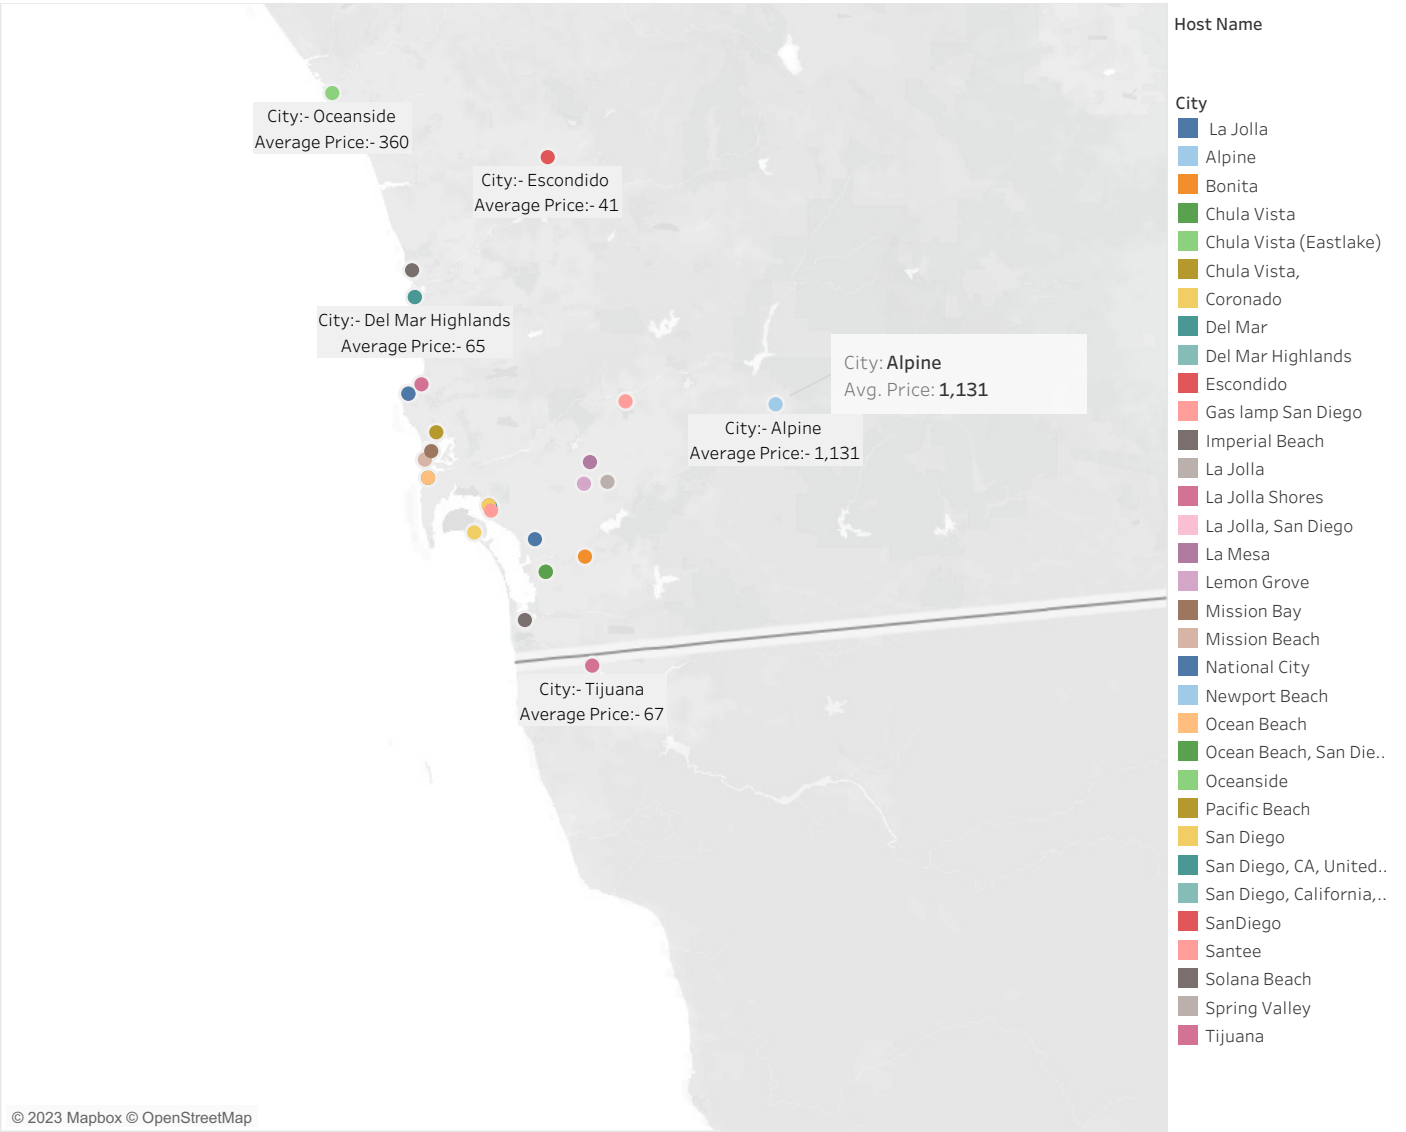 City:- Oceanside
Average Price:- 360
City:- Escondido
Average Price:- 41
City:- Del Mar Highlands
Average Price:- 65
City: Alpine
Avg. Price: 1,131
City:- Alpine
Average Price:- 1,131
City:- Tijuana
Average Price:- 67
© 2023 Mapbox © OpenStreetMap
Host Name
City
La Jolla
Alpine
Bonita
Chula Vista
Chula Vista (Eastlake)
Chula Vista,
Coronado
Del Mar
Del Mar Highlands
Escondido
Gas lamp San Diego
Imperial Beach
La Jolla
La Jolla Shores
La Jolla, San Diego
La Mesa
Lemon Grove
Mission Bay
Mission Beach
National City
Newport Beach
Ocean Beach
Ocean Beach, San Die..
Oceanside
Pacific Beach
San Diego
San Diego, CA, United..
San Diego, California,..
SanDiego
Santee
Solana Beach
Spring Valley
Tijuana